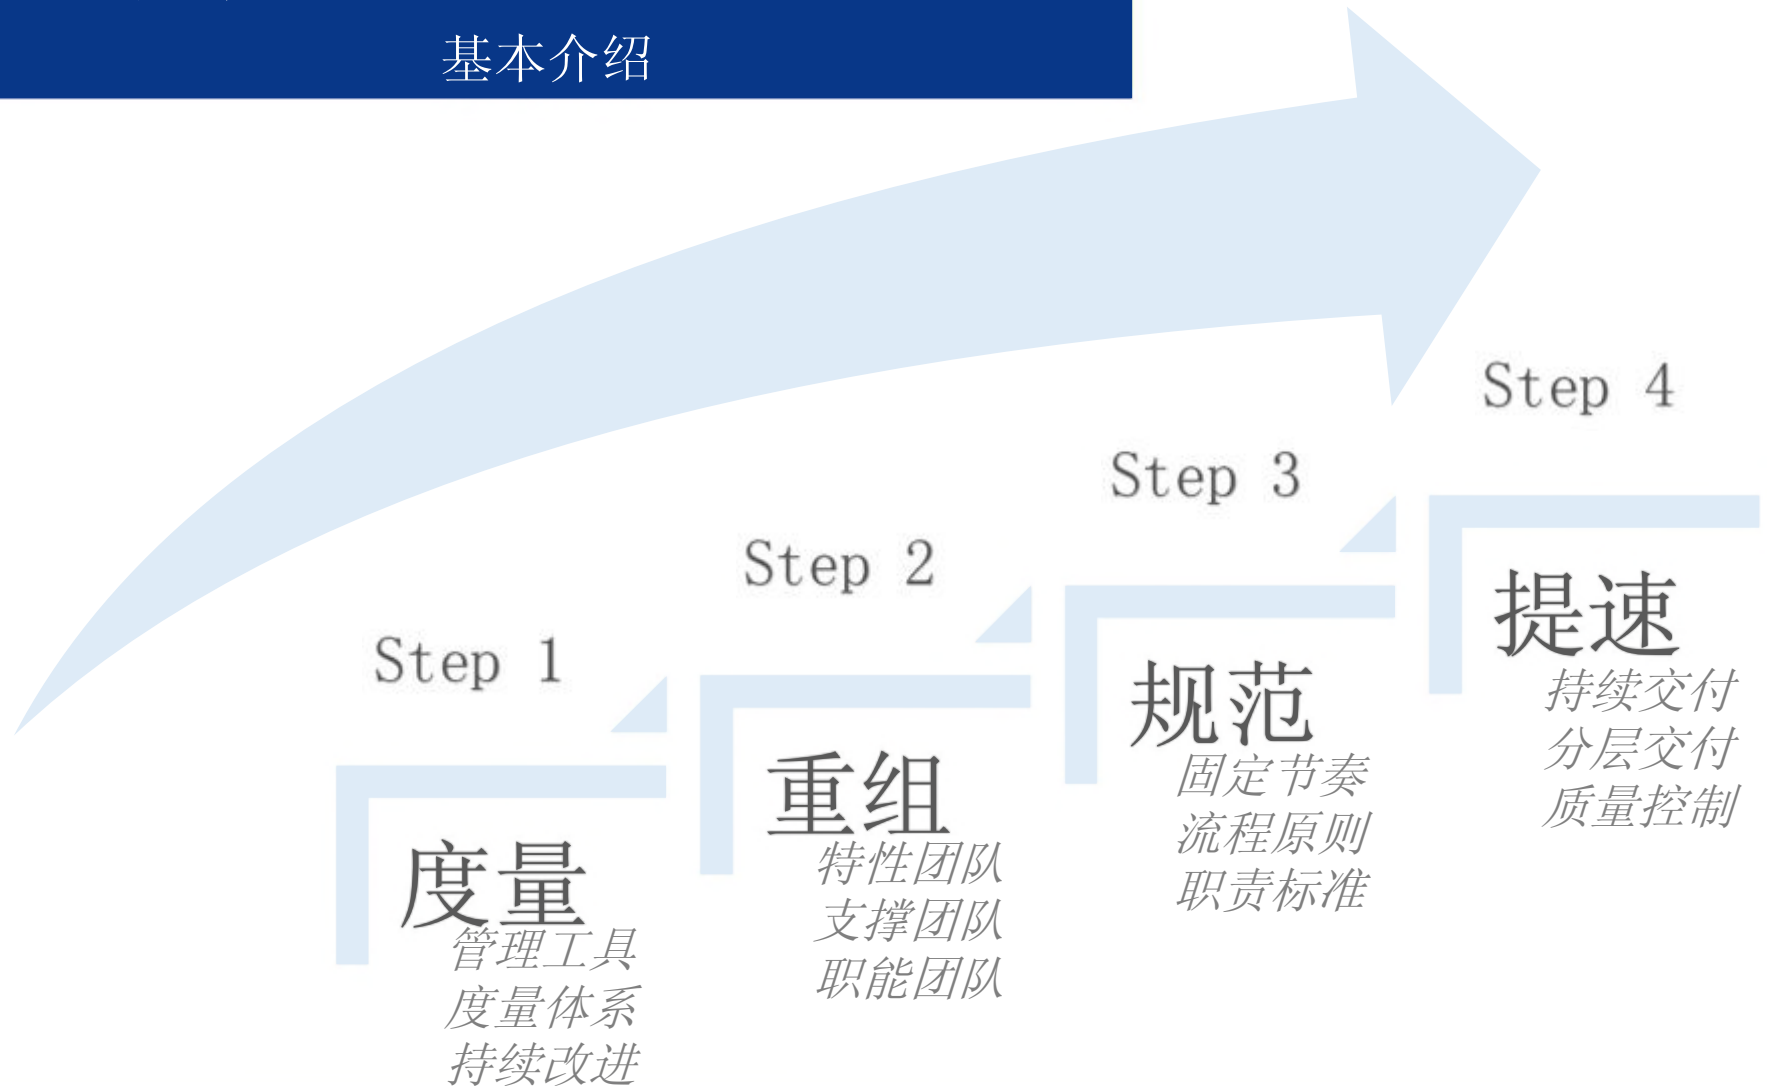 基本介绍
Step 1
度量
管理工具
度量体系
持续改进
Step 2
重组
特性团队
支撑团队
职能团队
Step 3
规范
固定节奏
流程原则
职责标准
Step 4
提速
持续交付
分层交付
质量控制